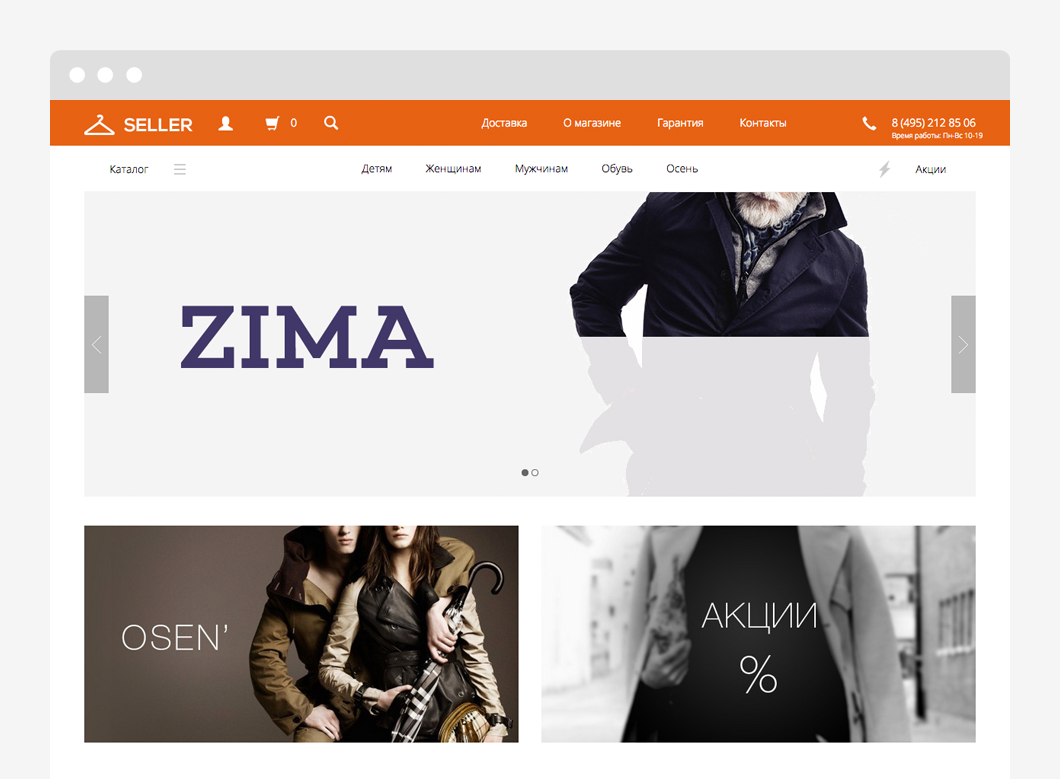 SELLER
0
Доставка
О магазине
Гарантия
Контакты
8 (495) 212 85 06
Время работы: Пн-Вс 10-19
Каталог
Детям
Женщинам
Мужчинам
Обувь
Осень
Акции
ZIMA
OSEN’
АКЦИИ
%